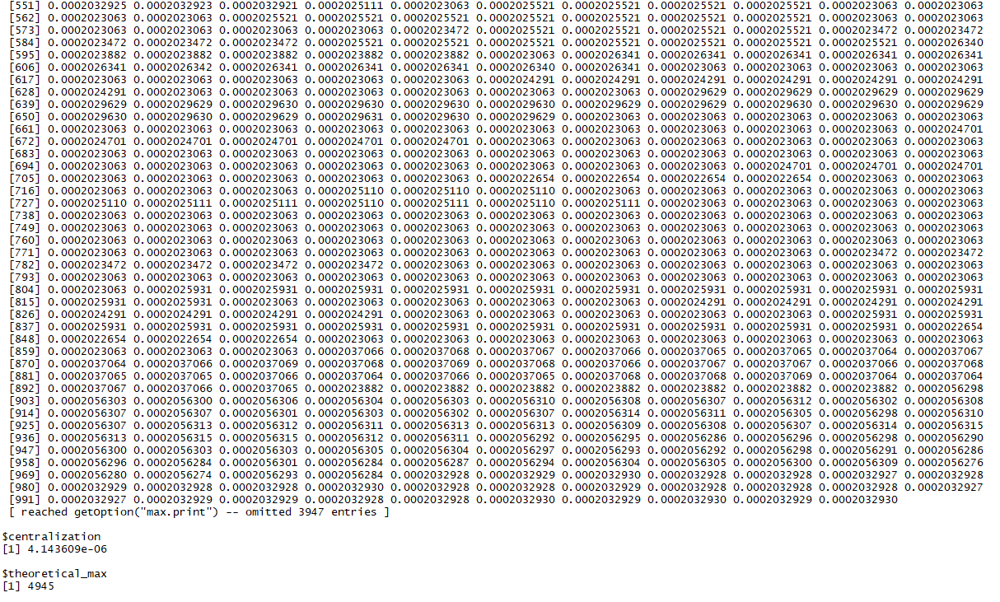 [551] 0.0002032925 0.0002032923 0.0002032921 0.0002025111 0.0002023063 0.0002025521 0.0002025521 0.0002025521 0.0002025521 0.0002023063 0.0002023063
[562] 0.0002023063 0.0002025521 0.0002023063 0.0002023063 0.0002025521 0.0002025521 0.0002025521 0.0002025521 0.0002025521 0.0002023063 0.0002023063
[573] 0.0002023063 0.0002023063 0.0002023063 0.0002023063 0.0002023472 0.0002025521 0.0002025521 0.0002025521 0.0002025521 0.0002023472 0.0002023472
[584] 0.0002023472 0.0002023472 0.0002023472 0.0002025521 0.0002025521 0.0002025521 0.0002025521 0.0002025521 0.0002025521 0.0002025521 0.0002026340
[595] 0.0002023882 0.0002023882 0.0002023882 0.0002023882 0.0002023882 0.0002023063 0.0002026341 0.0002026341 0.0002026341 0.0002026341 0.0002026341
[606] 0.0002026341 0.0002026342 0.0002026341 0.0002026341 0.0002026341 0.0002026340 0.0002026341 0.0002023063 0.0002023063 0.0002023063 0.0002023063
[617] 0.0002023063 0.0002023063 0.0002023063 0.0002023063 0.0002023063 0.0002024291 0.0002024291 0.0002024291 0.0002024291 0.0002024291 0.0002024291
[628] 0.0002024291 0.0002023063 0.0002023063 0.0002023063 0.0002023063 0.0002023063 0.0002023063 0.0002029629 0.0002029629 0.0002029629 0.0002029629
[639] 0.0002029629 0.0002029629 0.0002029630 0.0002029630 0.0002029630 0.0002029630 0.0002029629 0.0002029629 0.0002029630 0.0002029630 0.0002029629
[650] 0.0002029630 0.0002029630 0.0002029629 0.0002029631 0.0002029630 0.0002029629 0.0002023063 0.0002023063 0.0002023063 0.0002023063 0.0002023063
[661] 0.0002023063 0.0002023063 0.0002023063 0.0002023063 0.0002023063 0.0002023063 0.0002023063 0.0002023063 0.0002023063 0.0002023063 0.0002024701
[672] 0.0002024701 0.0002024701 0.0002024701 0.0002024701 0.0002024701 0.0002023063 0.0002023063 0.0002023063 0.0002023063 0.0002023063 0.0002023063
[683] 0.0002023063 0.0002023063 0.0002023063 0.0002023063 0.0002023063 0.0002023063 0.0002023063 0.0002023063 0.0002023063 0.0002023063 0.0002023063
[694] 0.0002023063 0.0002023063 0.0002023063 0.0002023063 0.0002023063 0.0002023063 0.0002023063 0.0002023063 0.0002024701 0.0002024701 0.0002024701
[705] 0.0002023063 0.0002023063 0.0002023063 0.0002023063 0.0002023063 0.0002022654 0.0002022654 0.0002022654 0.0002022654 0.0002023063 0.0002023063
[716] 0.0002023063 0.0002023063 0.0002023063 0.0002025110 0.0002025110 0.0002025110 0.0002023063 0.0002023063 0.0002023063 0.0002023063 0.0002023063
[727] 0.0002025110 0.0002025111 0.0002025111 0.0002025110 0.0002025111 0.0002025110 0.0002025111 0.0002023063 0.0002023063 0.0002023063 0.0002023063
[738] 0.0002023063 0.0002023063 0.0002023063 0.0002023063 0.0002023063 0.0002023063 0.0002023063 0.0002023063 0.0002023063 0.0002023063 0.0002023063
[749] 0.0002023063 0.0002023063 0.0002023063 0.0002023063 0.0002023063 0.0002023063 0.0002023063 0.0002023063 0.0002023063 0.0002023063 0.0002023063
[760] 0.0002023063 0.0002023063 0.0002023063 0.0002023063 0.0002023063 0.0002023063 0.0002023063 0.0002023063 0.0002023063 0.0002023063 0.0002023063
[771] 0.0002023063 0.0002023063 0.0002023063 0.0002023063 0.0002023063 0.0002023063 0.0002023063 0.0002023063 0.0002023063 0.0002023472 0.0002023472
[782] 0.0002023472 0.0002023472 0.0002023472 0.0002023472 0.0002023063 0.0002023063 0.0002023063 0.0002023063 0.0002023063 0.0002023063 0.0002023063
[793] 0.0002023063 0.0002023063 0.0002023063 0.0002023063 0.0002023063 0.0002023063 0.0002023063 0.0002023063 0.0002023063 0.0002023063 0.0002023063
[804] 0.0002023063 0.0002025931 0.0002025931 0.0002025931 0.0002025931 0.0002025931 0.0002025931 0.0002025931 0.0002025931 0.0002025931 0.0002025931
[815] 0.0002025931 0.0002025931 0.0002023063 0.0002023063 0.0002023063 0.0002023063 0.0002023063 0.0002024291 0.0002024291 0.0002024291 0.0002024291
[826] 0.0002024291 0.0002024291 0.0002024291 0.0002024291 0.0002023063 0.0002023063 0.0002023063 0.0002023063 0.0002023063 0.0002025931 0.0002025931
[837] 0.0002025931 0.0002025931 0.0002025931 0.0002025931 0.0002025931 0.0002025931 0.0002025931 0.0002025931 0.0002025931 0.0002025931 0.0002022654
[848] 0.0002022654 0.0002022654 0.0002022654 0.0002023063 0.0002023063 0.0002023063 0.0002023063 0.0002023063 0.0002023063 0.0002023063 0.0002023063
[859] 0.0002023063 0.0002023063 0.0002023063 0.0002037066 0.0002037068 0.0002037067 0.0002037066 0.0002037065 0.0002037065 0.0002037064 0.0002037067
[870] 0.0002037064 0.0002037066 0.0002037069 0.0002037068 0.0002037069 0.0002037068 0.0002037066 0.0002037067 0.0002037067 0.0002037066 0.0002037068
[881] 0.0002037065 0.0002037065 0.0002037066 0.0002037064 0.0002037066 0.0002037065 0.0002037068 0.0002037068 0.0002037069 0.0002037064 0.0002037064
[892] 0.0002037067 0.0002037066 0.0002037065 0.0002023882 0.0002023882 0.0002023882 0.0002023882 0.0002023882 0.0002023882 0.0002023882 0.0002056298
[903] 0.0002056303 0.0002056300 0.0002056306 0.0002056304 0.0002056303 0.0002056310 0.0002056308 0.0002056307 0.0002056312 0.0002056302 0.0002056308
[914] 0.0002056307 0.0002056307 0.0002056301 0.0002056303 0.0002056302 0.0002056307 0.0002056314 0.0002056311 0.0002056305 0.0002056298 0.0002056310
[925] 0.0002056307 0.0002056313 0.0002056312 0.0002056311 0.0002056313 0.0002056313 0.0002056309 0.0002056308 0.0002056307 0.0002056314 0.0002056315
[936] 0.0002056313 0.0002056315 0.0002056315 0.0002056312 0.0002056311 0.0002056292 0.0002056295 0.0002056286 0.0002056296 0.0002056298 0.0002056290
[947] 0.0002056300 0.0002056303 0.0002056303 0.0002056305 0.0002056304 0.0002056297 0.0002056293 0.0002056292 0.0002056298 0.0002056291 0.0002056286
[958] 0.0002056296 0.0002056284 0.0002056301 0.0002056284 0.0002056287 0.0002056294 0.0002056304 0.0002056305 0.0002056300 0.0002056309 0.0002056276
[969] 0.0002056280 0.0002056274 0.0002056293 0.0002056284 0.0002032928 0.0002032929 0.0002032930 0.0002032928 0.0002032928 0.0002032927 0.0002032928
[980] 0.0002032929 0.0002032928 0.0002032928 0.0002032930 0.0002032928 0.0002032928 0.0002032929 0.0002032929 0.0002032928 0.0002032928 0.0002032927
[991] 0.0002032927 0.0002032929 0.0002032929 0.0002032928 0.0002032928 0.0002032930 0.0002032929 0.0002032930 0.0002032929 0.0002032930
[ reached getOption("max.print") -- omitted 3947 entries ]
$centralization
[1] 4.143609e-06
$theoretical_max
[1] 4945